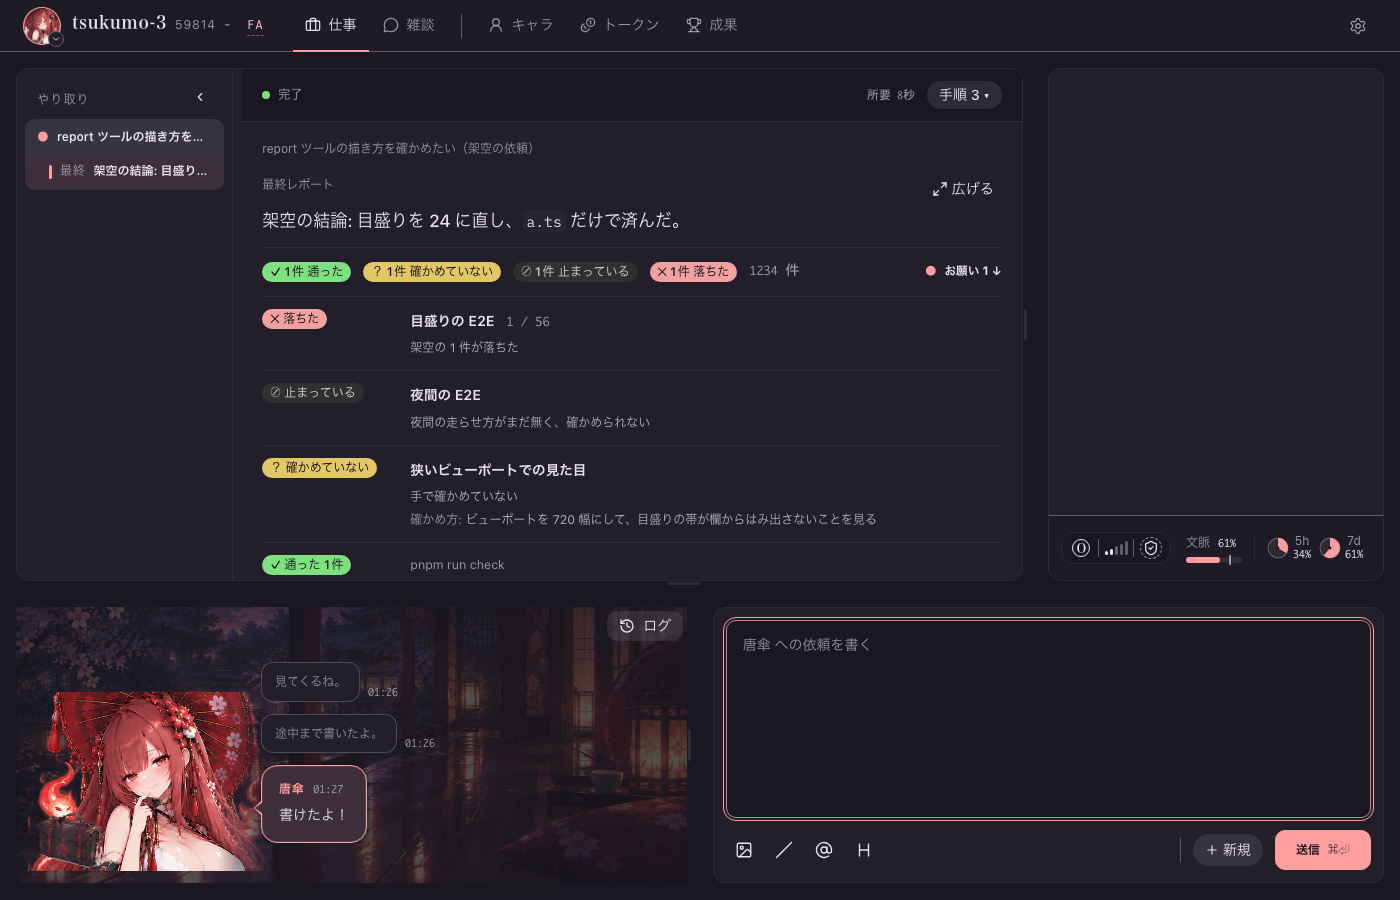 tsukumo-3 59814 - FA 仕事 雑談 キャラ トークン 成果
やり取り
report ツールの描き方を...
最終 架空の結論: 目盛り...
完了 所要 8秒 手順 3
report ツールの描き方を確かめたい（架空の依頼）
最終レポート 広げる
架空の結論: 目盛りを 24 に直し、 a.ts だけで済んだ。
✓ 1件 通った ? 1件 確かめていない ⊘ 1件 止まっている × 1件 落ちた 1234 件 お願い 1 ↓
× 落ちた 目盛りの E2E 1 / 56
架空の 1 件が落ちた
⊘ 止まっている 夜間の E2E
夜間の走らせ方がまだ無く、確かめられない
? 確かめていない 狭いビューポートでの見た目
手で確かめていない
確かめ方: ビューポートを 720 幅にして、目盛りの帯が欄からはみ出さないことを見る
✓ 通った 1件 pnpm run check
文脈 61% 5h 34% 7d 61%
ログ
見てくるね。 01:26
途中まで書いたよ。 01:26
唐傘 01:27
書けたよ！
唐傘 への依頼を書く
@ H + 新規 送信 ⌘⏎